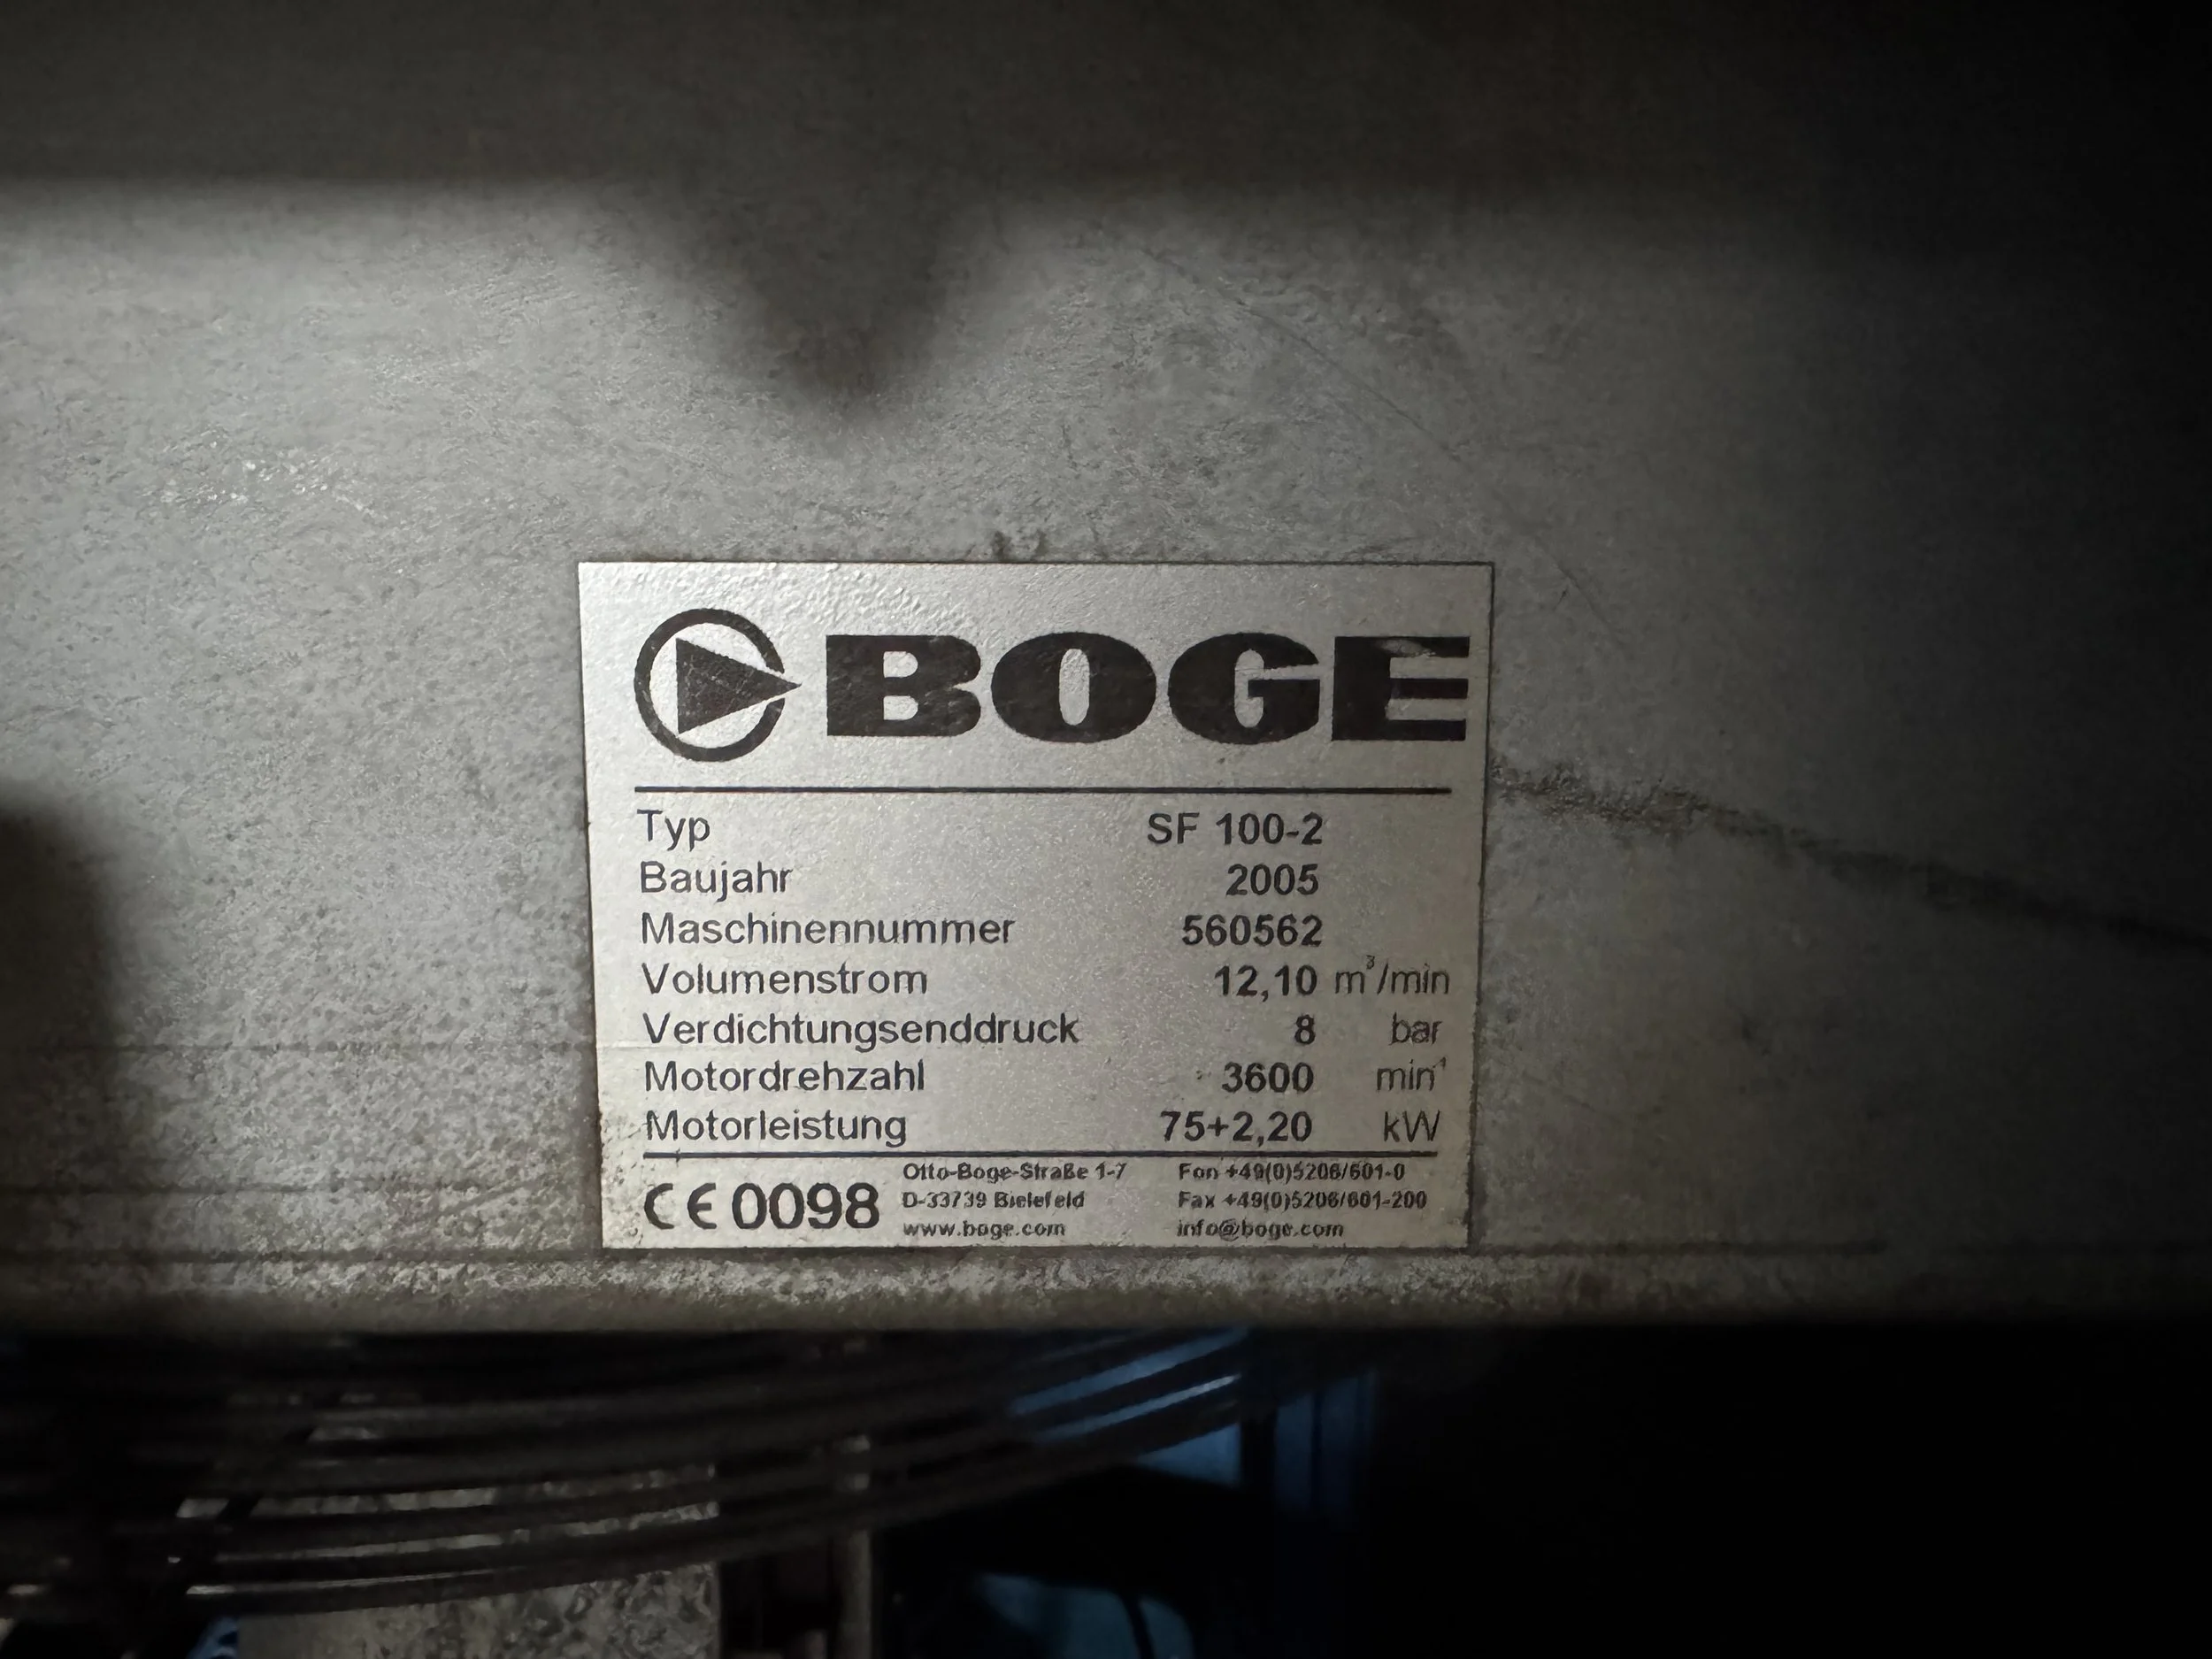 BOGE
Typ SF 100-2
Baujahr 2005
Maschinennummer 560562
Volumenstrom 12,10 m³/min
Verdichtungsenddruck 8 bar
Motordrehzahl 3600 min⁻¹
Motorleistung 75+2,20 kW
CE 0098
Otto-Boge-Straße 1-7 Fon +49(0)5206/601-0
D-33739 Bielefeld Fax +49(0)5206/601-200
www.boge.com info@boge.com